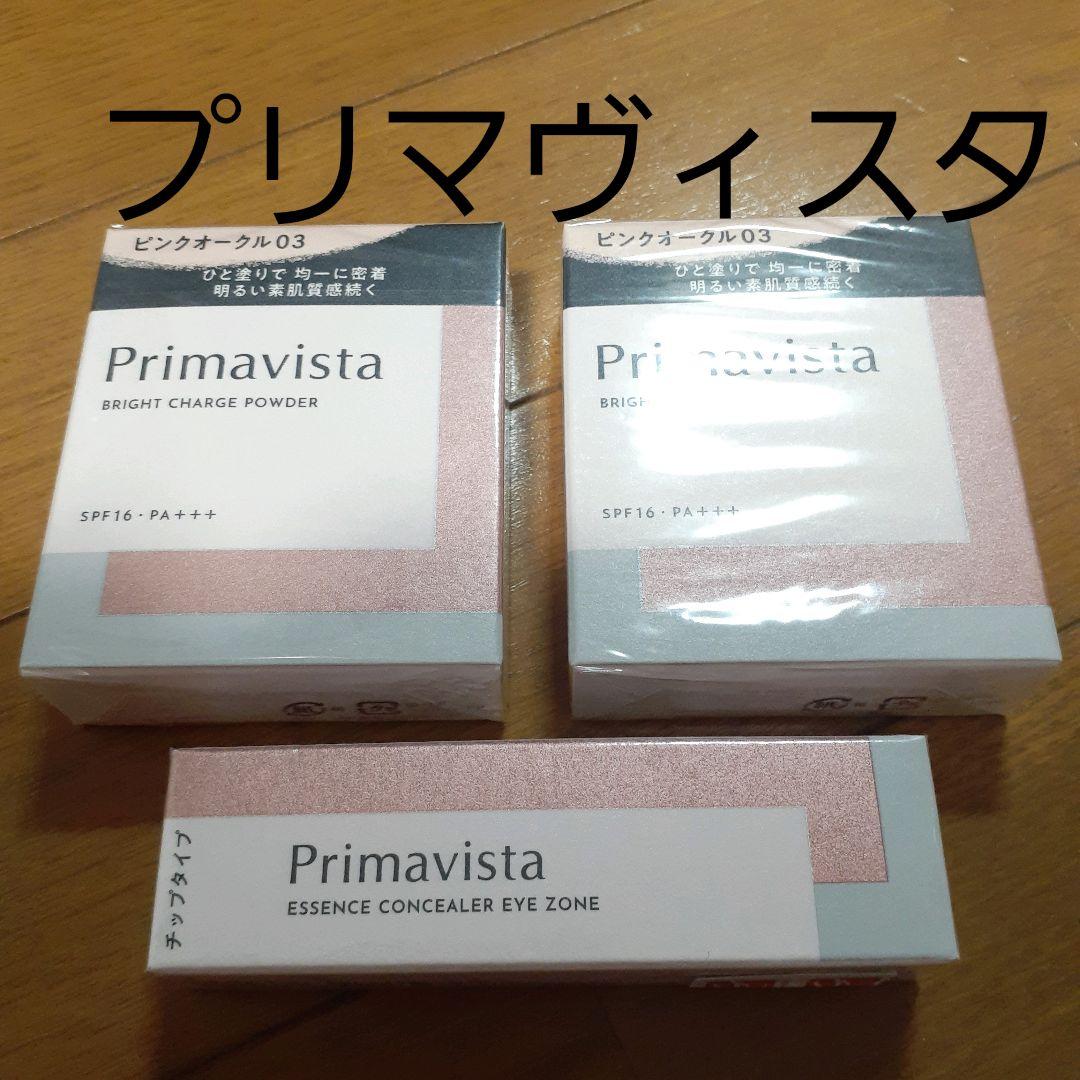 プリマヴィスタ
ピンクオークル03
ひと塗りで 均一に密着
明るい素肌質感続く
Primavista
BRIGHT CHARGE POWDER
SPF16・PA+++
ピンクオークル03
ひと塗りで 均一に密着
明るい素肌質感続く
Primavista
SPF16・PA+++
チップタイプ
Primavista
ESSENCE CONCEALER EYE ZONE